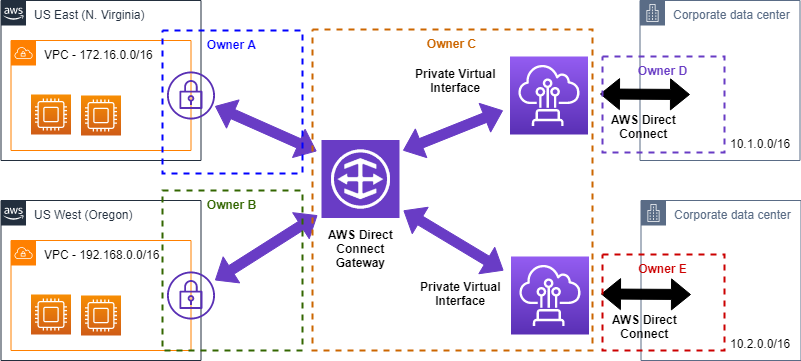 aws
US East (N. Virginia)
VPC - 172.16.0.0/16
Owner A
Owner C
Private Virtual
Interface
Corporate data center
Owner D
AWS Direct
Connect
10.1.0.0/16
AWS Direct
Connect
Gateway
aws
US West (Oregon)
VPC - 192.168.0.0/16
Owner B
Private Virtual
Interface
Corporate data center
Owner E
AWS Direct
Connect
10.2.0.0/16